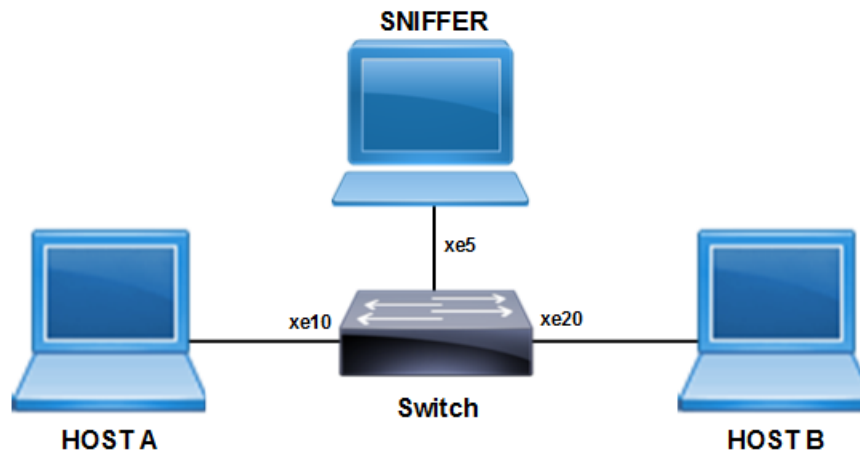 SNIFFER
xe5
xe10
xe20
Switch
HOST A
HOST B